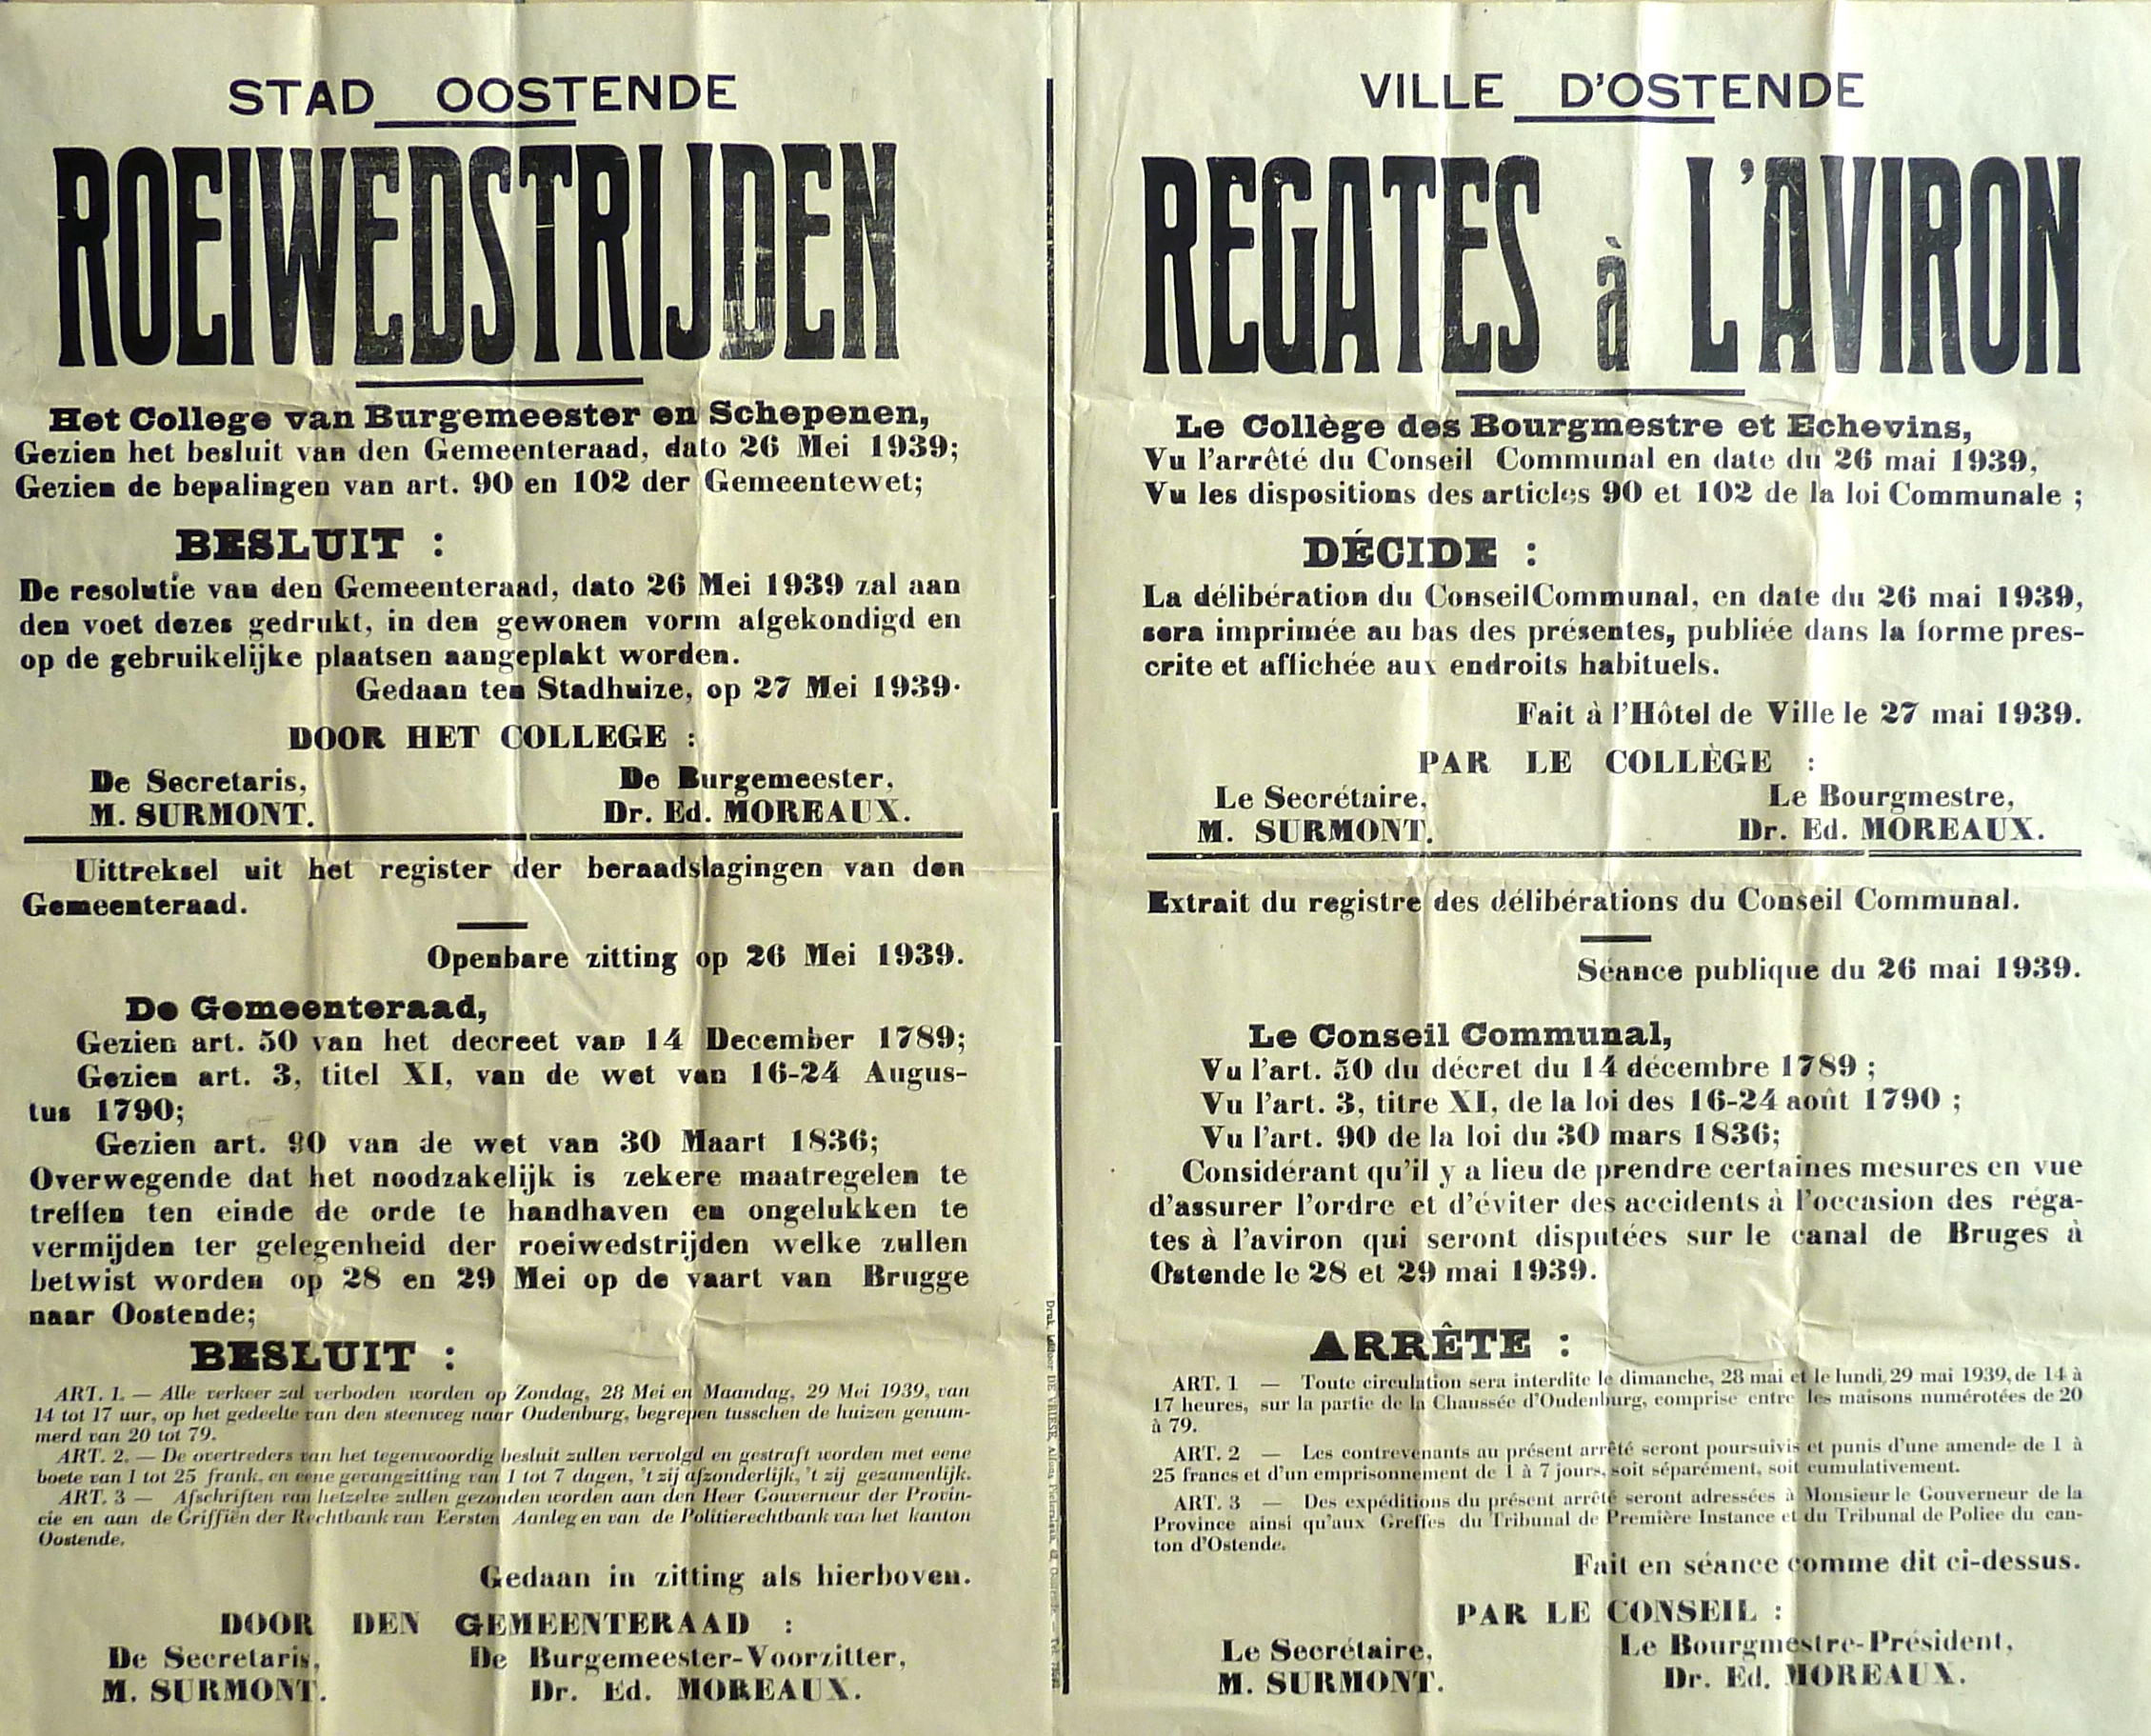 STAD OOSTENDE
ROEIWEDSTRIJDEN
Het College van Burgemeester en Schepenen,
Gezien het besluit van den Gemeenteraad, dato 26 Mei 1939;
Gezien de bepalingen van art. 90 en 102 der Gemeentewet;
BESLUIT :
De resolutie van den Gemeenteraad, dato 26 Mei 1939 zal aan
den voet dezes gedrukt, in den gewonen vorm afgekondigd en
op de gebruikelijke plaatsen aangeplakt worden.
Gedaan ten Stadhuize, op 27 Mei 1939.
DOOR HET COLLEGE :
De Secretaris, De Burgemeester,
M. SURMONT. Dr. Ed. MOREAUX.
Uittreksel uit het register der beraadslagingen van den
Gemeenteraad.
Openbare zitting op 26 Mei 1939.
De Gemeenteraad,
Gezien art. 50 van het decreet van 14 December 1789;
Gezien art. 3, titel XI, van de wet van 16-24 Augus-
tus 1790;
Gezien art. 90 van de wet van 30 Maart 1836;
Overwegende dat het noodzakelijk is zekere maatregelen te
treffen ten einde de orde te handhaven en ongelukken te
vermijden ter gelegenheid der roeiwedstrijden welke zullen
betwist worden op 28 en 29 Mei op de vaart van Brugge
naar Oostende;
BESLUIT :
ART. 1. — Alle verkeer zal verboden worden op Zondag, 28 Mei en Maandag, 29 Mei 1939, van
14 tot 17 uur, op het gedeelte van den steenweg naar Oudenburg, begrepen tusschen de huizen genum-
merd van 20 tot 79.
ART. 2. — De overtreders van het tegenwoordig besluit zullen vervolgd en gestraft worden met eene
boete van 1 tot 25 frank, en eene gevangzitting van 1 tot 7 dagen, 't zij afzonderlijk, 't zij gezamenlijk.
ART. 3 — Afschriften van hetzelve zullen gezonden worden aan den Heer Gouverneur der Provin-
cie en aan de Griffiën der Rechtbank van Eersten Aanleg en van de Politierechtbank van het kanton
Oostende.
Gedaan in zitting als hierboven.
DOOR DEN GEMEENTERAAD :
De Secretaris, De Burgemeester-Voorzitter,
M. SURMONT. Dr. Ed. MOREAUX.
Druk. DE VRIESE,
VILLE D'OSTENDE
REGATES à L'AVIRON
Le Collège des Bourgmestre et Echevins,
Vu l'arrêté du Conseil Communal en date du 26 mai 1939,
Vu les dispositions des articles 90 et 102 de la loi Communale ;
DÉCIDE :
La délibération du Conseil Communal, en date du 26 mai 1939,
sera imprimée au bas des présentes, publiée dans la forme pres-
crite et affichée aux endroits habituels.
Fait à l'Hôtel de Ville le 27 mai 1939.
PAR LE COLLÈGE :
Le Secrétaire, Le Bourgmestre,
M. SURMONT. Dr. Ed. MOREAUX.
Extrait du registre des délibérations du Conseil Communal.
Séance publique du 26 mai 1939.
Le Conseil Communal,
Vu l'art. 50 du décret du 14 décembre 1789 ;
Vu l'art. 3, titre XI, de la loi des 16-24 août 1790 ;
Vu l'art. 90 de la loi du 30 mars 1836;
Considérant qu'il y a lieu de prendre certaines mesures en vue
d'assurer l'ordre et d'éviter des accidents à l'occasion des réga-
tes à l'aviron qui seront disputées sur le canal de Bruges à
Ostende le 28 et 29 mai 1939.
ARRÊTE :
ART. 1 — Toute circulation sera interdite le dimanche, 28 mai et le lundi, 29 mai 1939, de 14 à
17 heures, sur la partie de la Chaussée d'Oudenburg, comprise entre les maisons numérotées de 20
à 79.
ART. 2 — Les contrevenants au présent arrêté seront poursuivis et punis d'une amende de 1 à
25 francs et d'un emprisonnement de 1 à 7 jours, soit séparément, soit cumulativement.
ART. 3 — Des expéditions du présent arrêté seront adressées à Monsieur le Gouverneur de la
Province ainsi qu'aux Greffes du Tribunal de Première Instance et du Tribunal de Police du can-
ton d'Ostende.
Fait en séance comme dit ci-dessus.
PAR LE CONSEIL :
Le Secrétaire, Le Bourgmestre-Président,
M. SURMONT. Dr. Ed. MOREAUX.